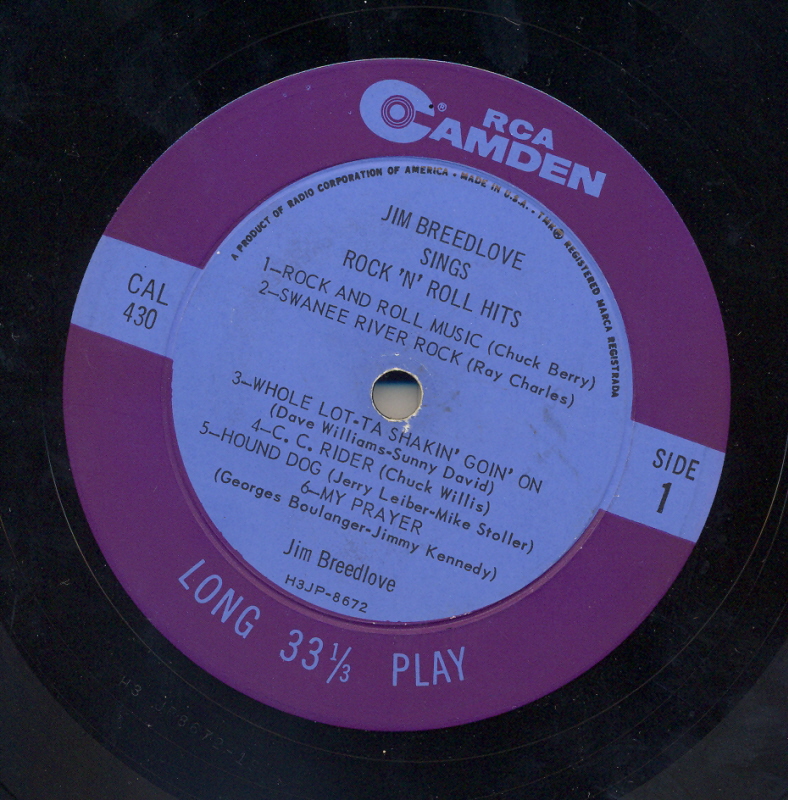 RCA
CAMDEN ®
A PRODUCT OF RADIO CORPORATION OF AMERICA • MADE IN U.S.A. • TMK® REGISTERED MARCA REGISTRADA
JIM BREEDLOVE
SINGS
ROCK 'N' ROLL HITS
1—ROCK AND ROLL MUSIC (Chuck Berry)
2—SWANEE RIVER ROCK (Ray Charles)
CAL
430
3—WHOLE LOT-TA SHAKIN' GOIN' ON
(Dave Williams-Sunny David)
4—C. C. RIDER (Chuck Willis)
5—HOUND DOG (Jerry Leiber-Mike Stoller)
6—MY PRAYER
(Georges Boulanger-Jimmy Kennedy)
SIDE
1
Jim Breedlove
H3JP-8672
LONG 33⅓ PLAY